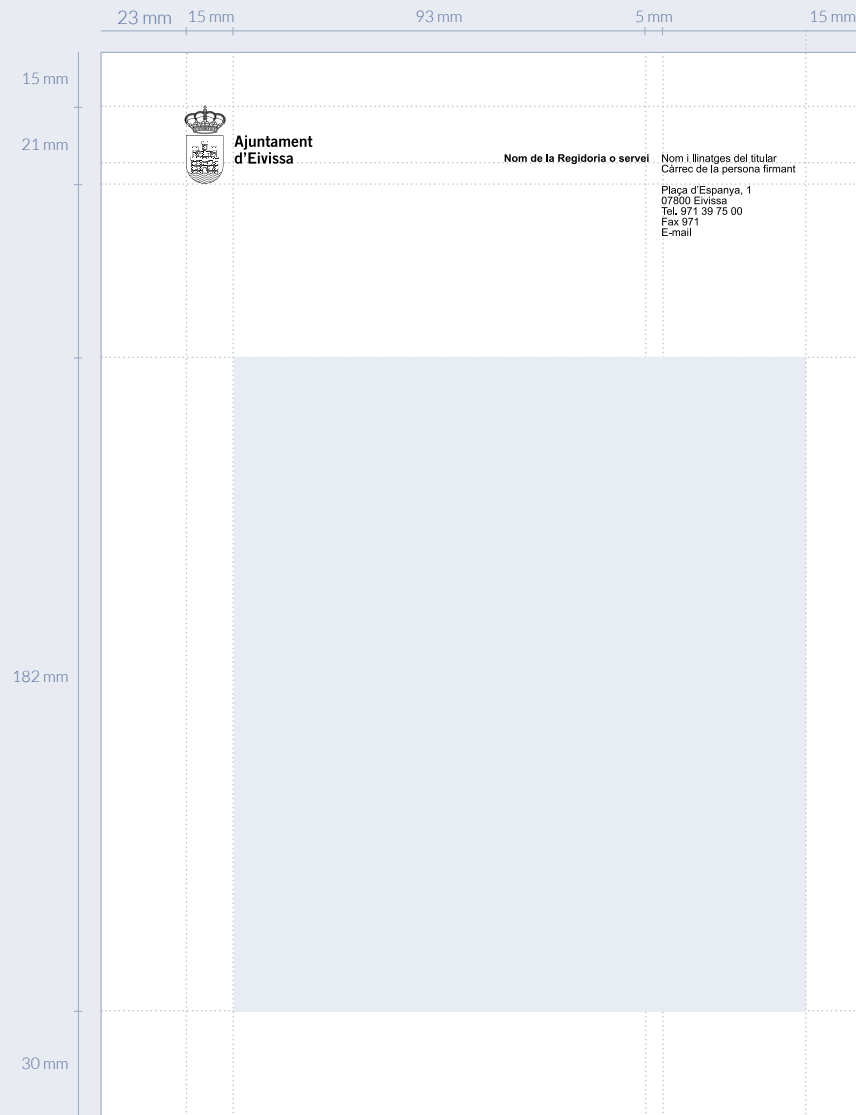 23 mm 15 mm 93 mm 5 mm 15 mm
15 mm
21 mm
Ajuntament
d'Eivissa
Nom de la Regidoria o servei
Nom i llinatges del titular
Càrrec de la persona firmant
Plaça d'Espanya, 1
07800 Eivissa
Tel. 971 39 75 00
Fax 971
E-mail
182 mm
30 mm